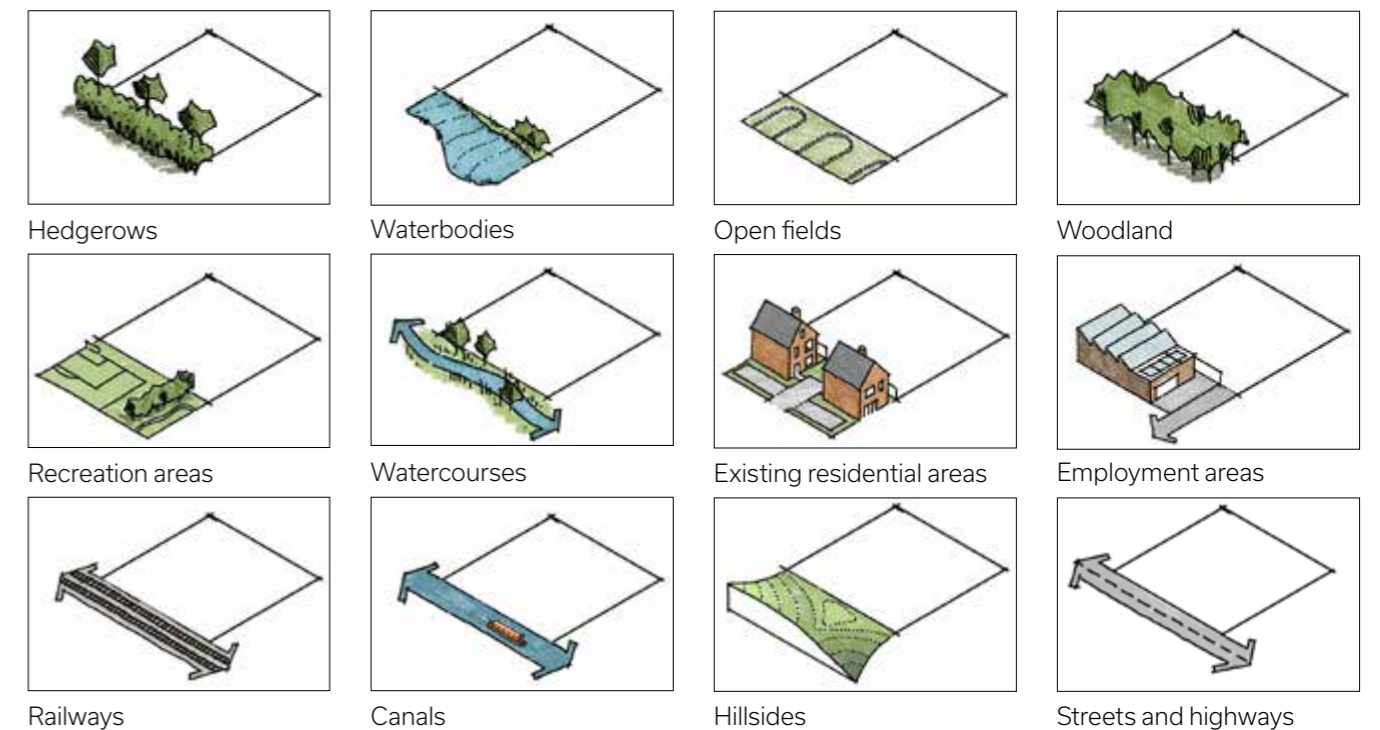 Hedgerows
Waterbodies
Open fields
Woodland
Recreation areas
Watercourses
Existing residential areas
Employment areas
Railways
Canals
Hillsides
Streets and highways